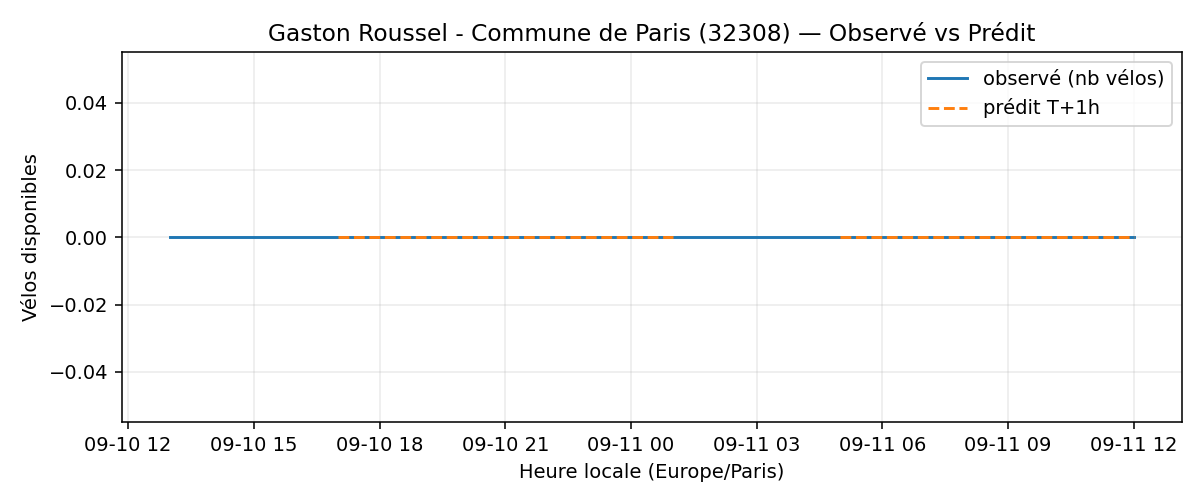 Gaston Roussel - Commune de Paris (32308) — Observé vs Prédit
observé (nb vélos)
prédit T+1h
Vélos disponibles
0.04
0.02
0.00
−0.02
−0.04
09-10 12 09-10 15 09-10 18 09-10 21 09-11 00 09-11 03 09-11 06 09-11 09 09-11 12
Heure locale (Europe/Paris)